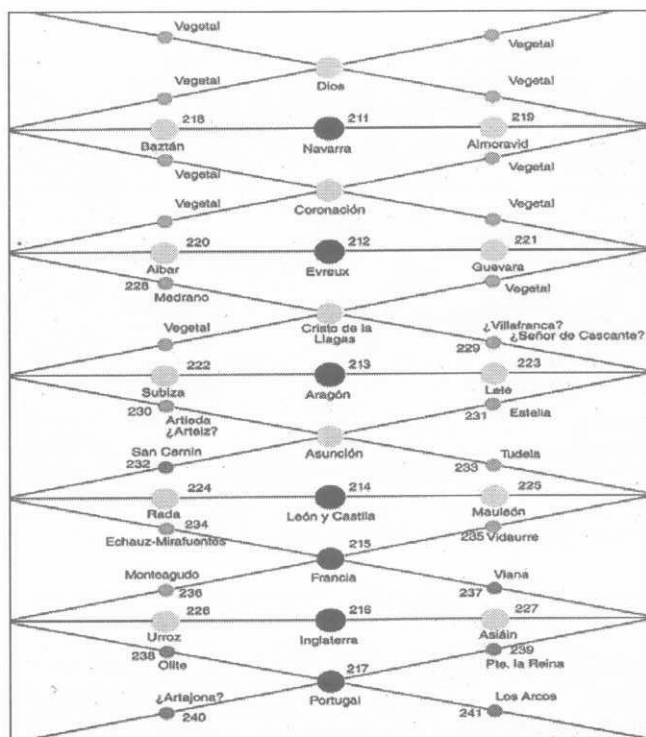 Vegetal
Vegetal
Dios
Vegetal
Vegetal
218
211
219
Baztán
Navarra
Almoravid
Vegetal
Vegetal
Coronación
Vegetal
Vegetal
220
212
221
Aibar
Evreux
Guevara
228
Medrano
Vegetal
Cristo de la
Llagas
Vegetal
¿Villafranca?
¿Señor de Cascante?
229
222
213
223
Subiza
Aragón
Lete
230
Artieda
¿Arteiz?
231
Estella
Asunción
San Cernin
232
Tudela
233
224
214
225
Rada
León y Castilla
Mauleón
234
Echauz-Mirafuentes
235
Vidaurre
215
Francia
Monteagudo
236
Viana
237
226
216
227
Urroz
Inglaterra
Asiáin
238
Olite
239
Pte. la Reina
217
Portugal
¿Artajona?
240
Los Arcos
241